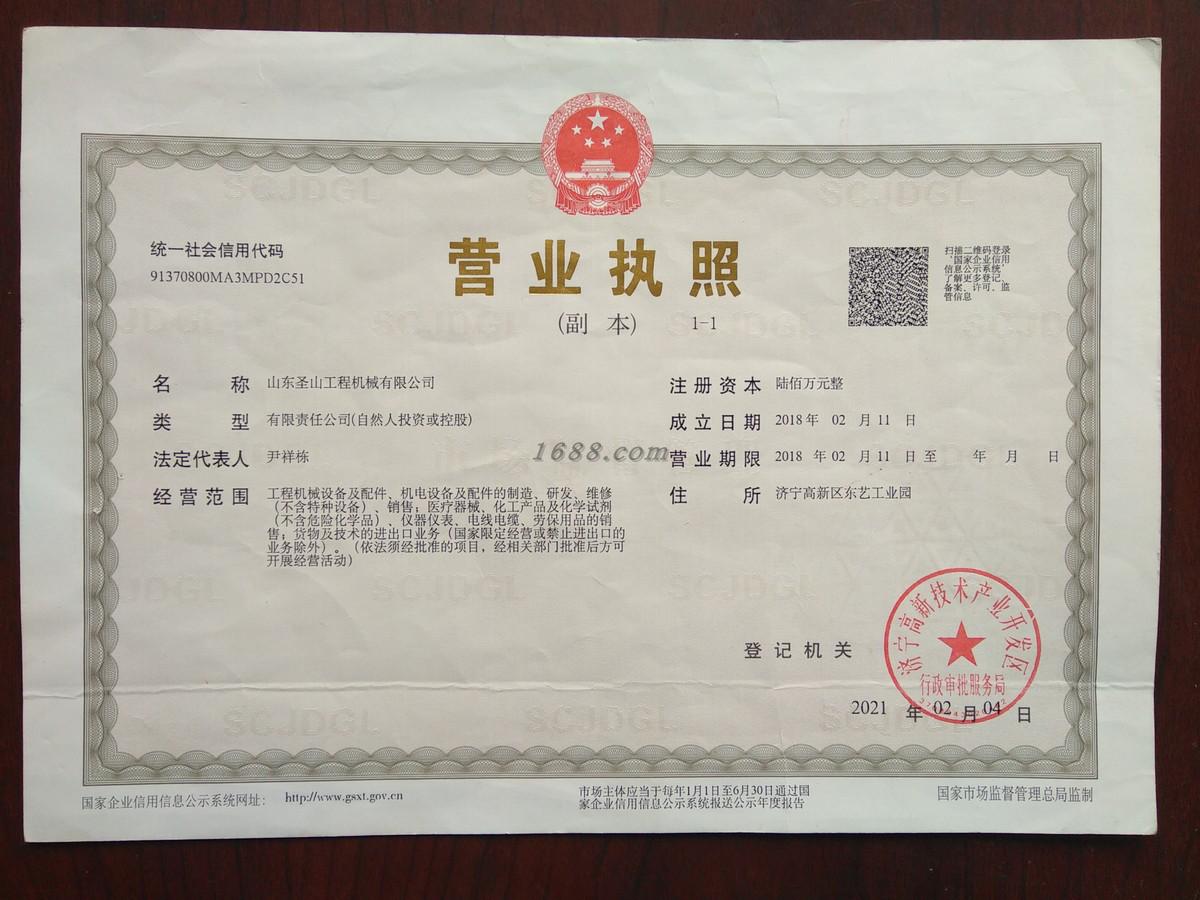 统一社会信用代码
91370800MA3MPD2C51
营业执照
(副 本) 1-1
扫描二维码登录
'国家企业信用
信息公示系统'
了解更多登记、
备案、许可、监
管信息
名 称 山东圣山工程机械有限公司
类 型 有限责任公司(自然人投资或控股)
法定代表人 尹祥栋
经营范围 工程机械设备及配件、机电设备及配件的制造、研发、维修
(不含特种设备)、销售;医疗器械、化工产品及化学试剂
(不含危险化学品)、仪器仪表、电线电缆、劳保用品的销
售;货物及技术的进出口业务(国家限定经营或禁止进出口的
业务除外)。(依法须经批准的项目,经相关部门批准后方可
开展经营活动)
注册资本 陆佰万元整
成立日期 2018 年 02 月 11 日
营业期限 2018 年 02 月 11 日 至 年 月 日
住 所 济宁高新区东艺工业园
1688.com
登记机关
济宁高新技术产业开发区
行政审批服务局
2021 年 02 月 04 日
国家企业信用信息公示系统网址: http://www.gsxt.gov.cn
市场主体应当于每年1月1日至6月30日通过国
家企业信用信息公示系统报送公示年度报告
国家市场监督管理总局监制
SCJDGL